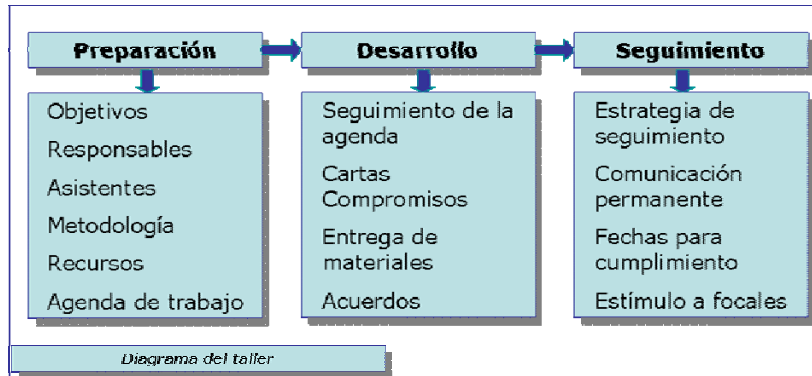 Preparación
Desarrollo
Seguimiento
Objetivos
Responsables
Asistentes
Metodología
Recursos
Agenda de trabajo
Seguimiento de la
agenda
Cartas
Compromisos
Entrega de
materiales
Acuerdos
Estrategia de
seguimiento
Comunicación
permanente
Fechas para
cumplimiento
Estímulo a focales
Diagrama del taller